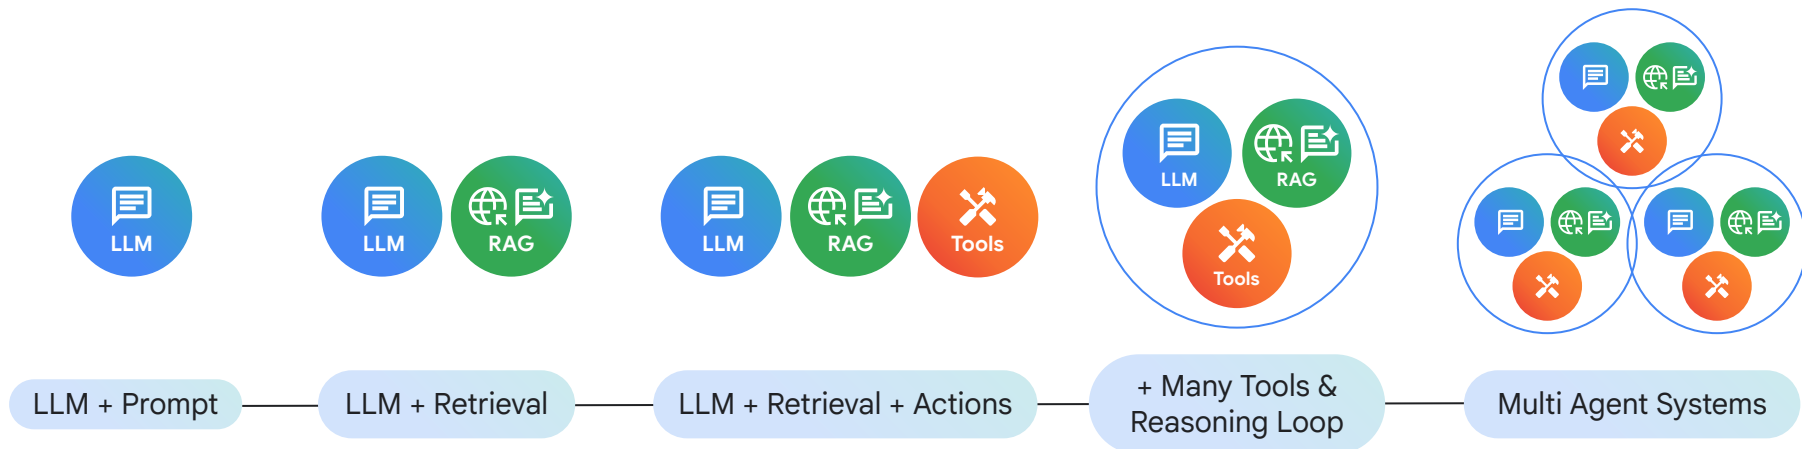 LLM
LLM
RAG
LLM
RAG
Tools
LLM
RAG
Tools
LLM + Prompt
LLM + Retrieval
LLM + Retrieval + Actions
+ Many Tools &
Reasoning Loop
Multi Agent Systems